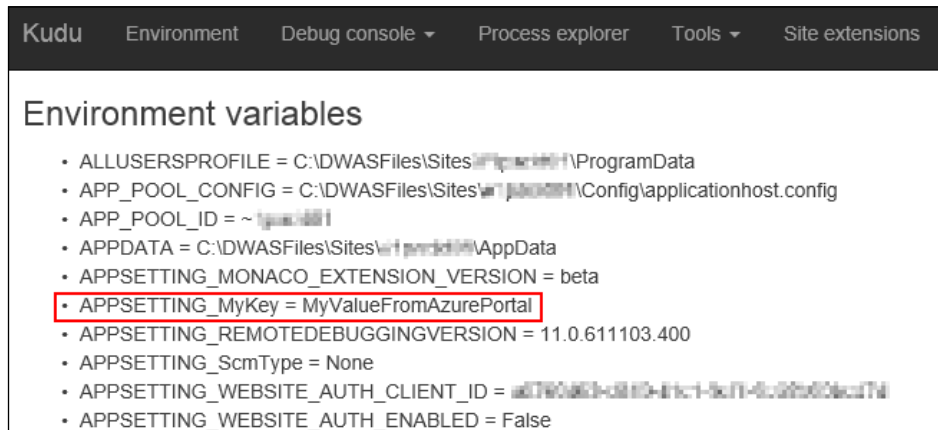 Kudu Environment Debug console Process explorer Tools Site extensions
Environment variables
• ALLUSERSPROFILE = C:\DWASFiles\Sites \ProgramData
• APP_POOL_CONFIG = C:\DWASFiles\Sites\ \Config\applicationhost.config
• APP_POOL_ID = ~
• APPDATA = C:\DWASFiles\Sites\ \AppData
• APPSETTING_MONACO_EXTENSION_VERSION = beta
• APPSETTING_MyKey = MyValueFromAzurePortal
• APPSETTING_REMOTEDEBUGGINGVERSION = 11.0.611103.400
• APPSETTING_ScmType = None
• APPSETTING_WEBSITE_AUTH_CLIENT_ID =
• APPSETTING_WEBSITE_AUTH_ENABLED = False